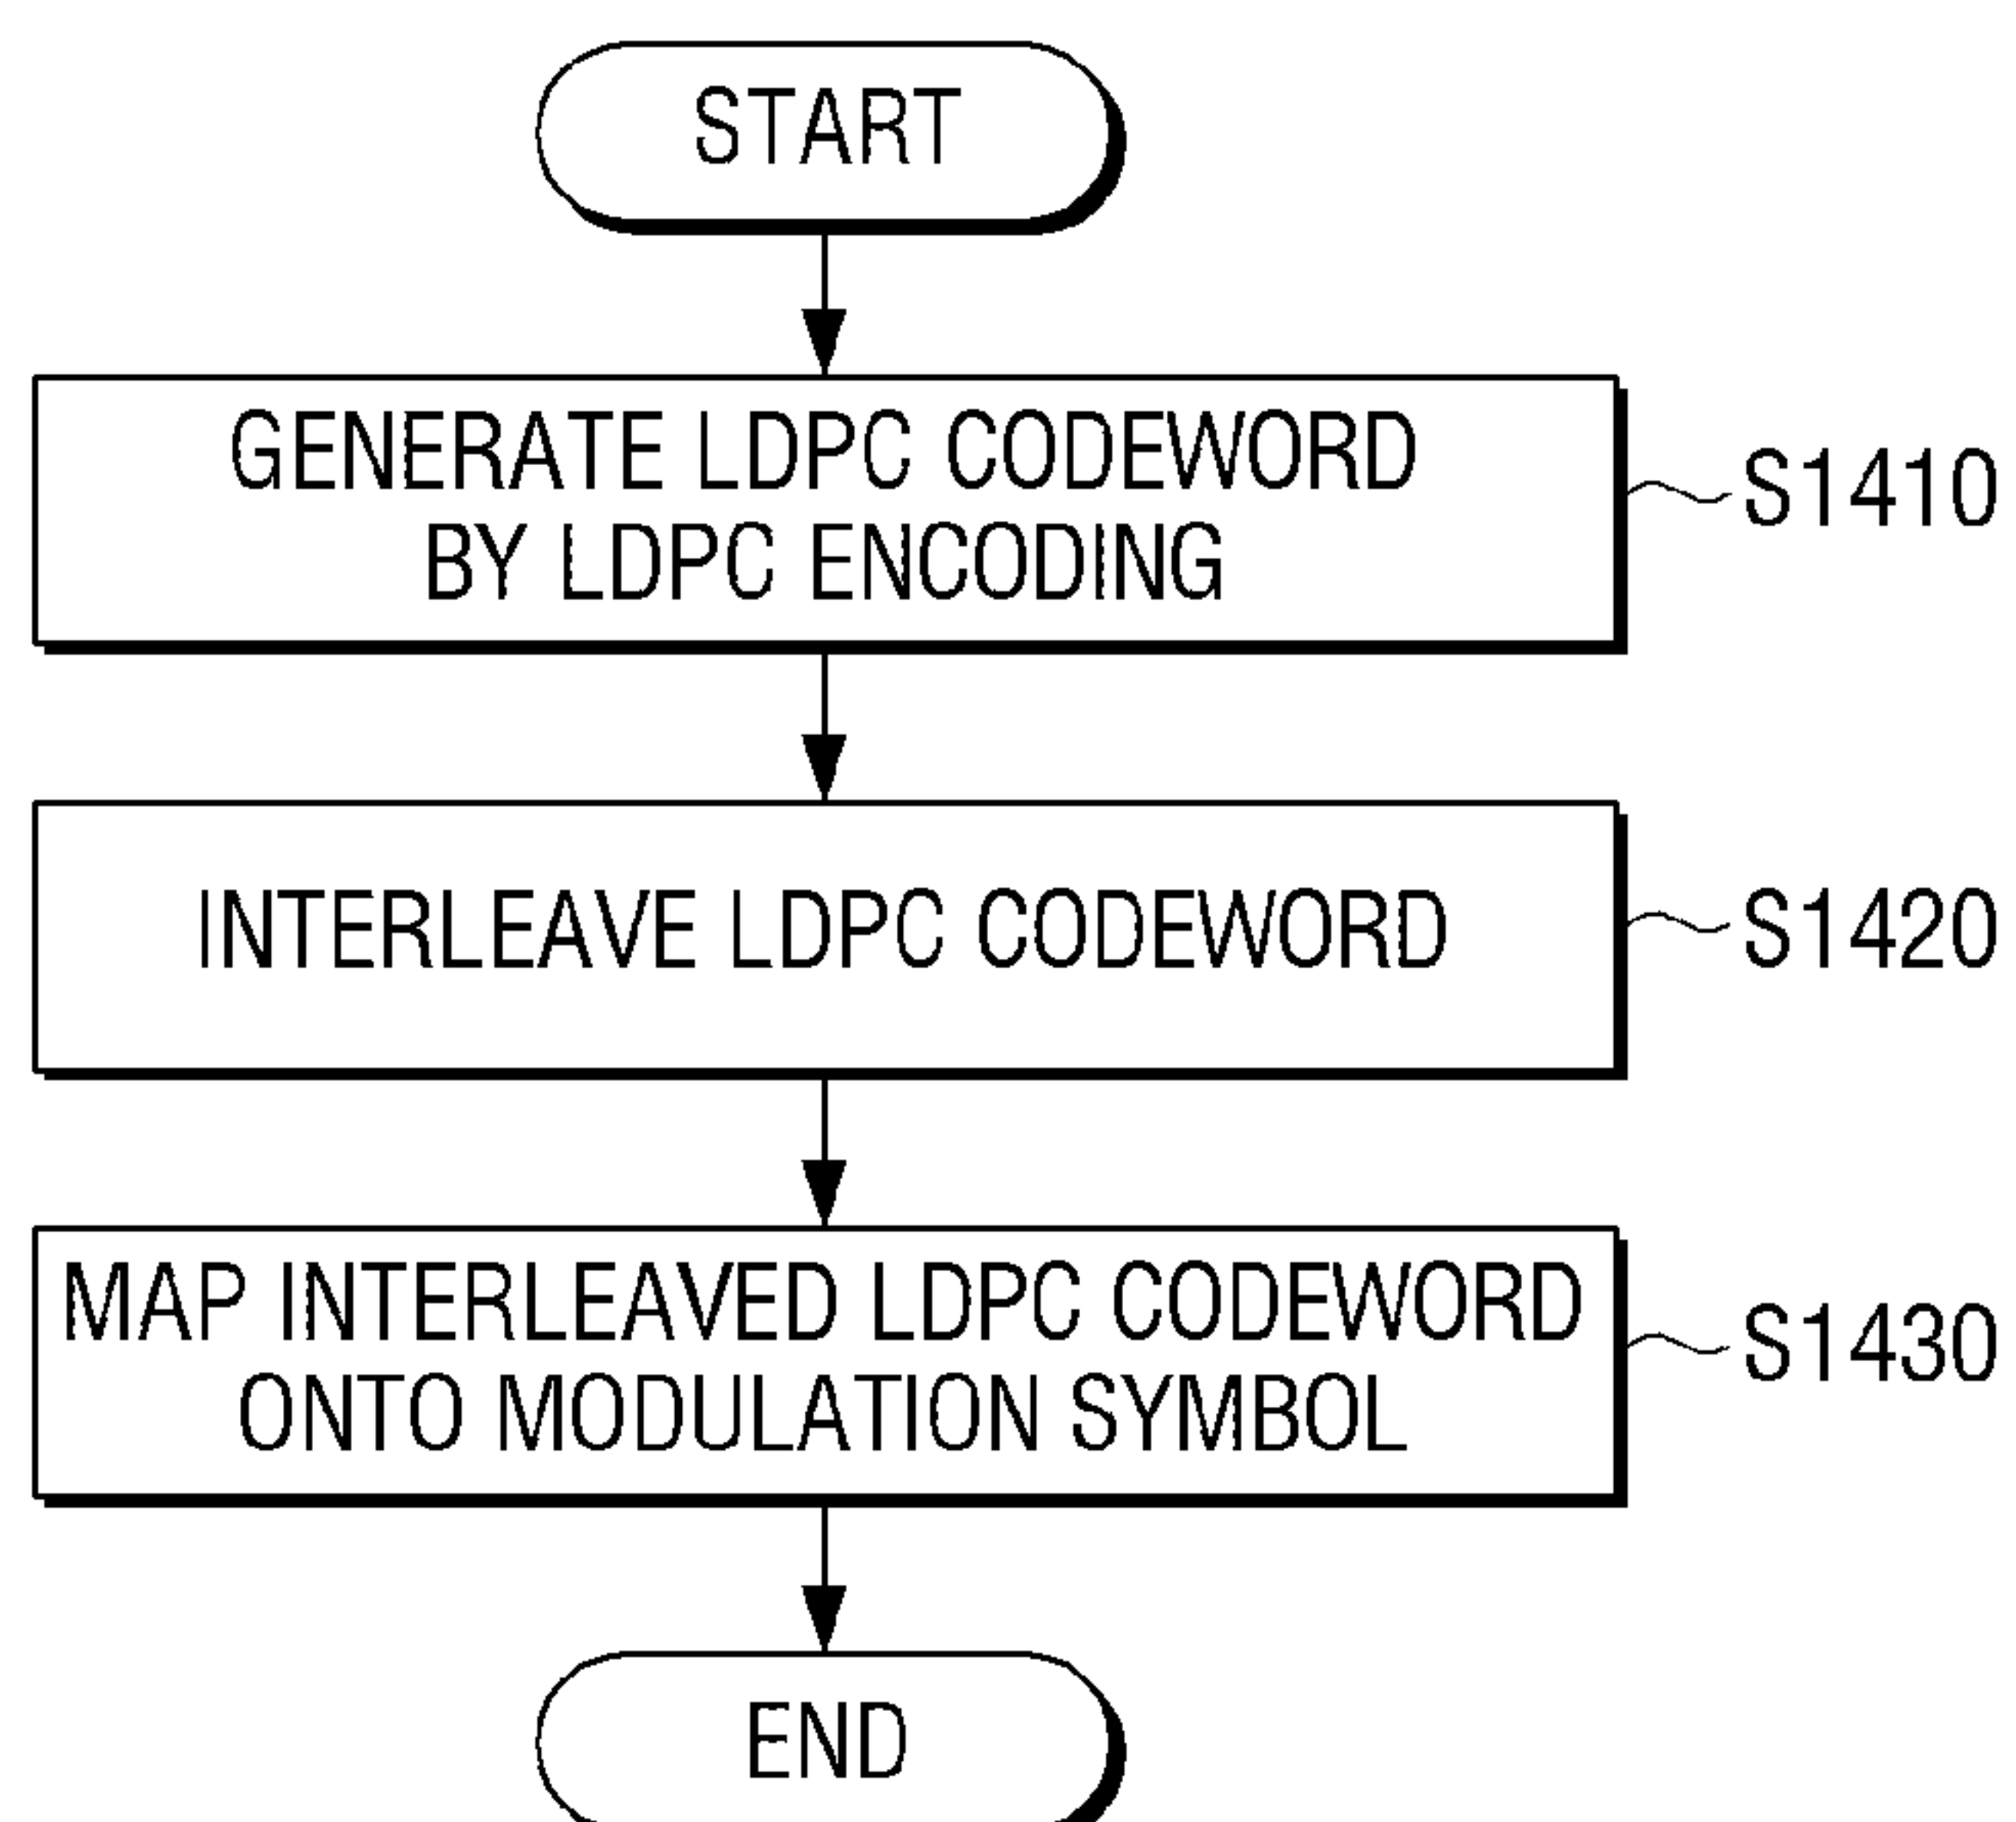 START
GENERATE LDPC CODEWORD
BY LDPC ENCODING
S1410
INTERLEAVE LDPC CODEWORD
S1420
MAP INTERLEAVED LDPC CODEWORD
ONTO MODULATION SYMBOL
S1430
END